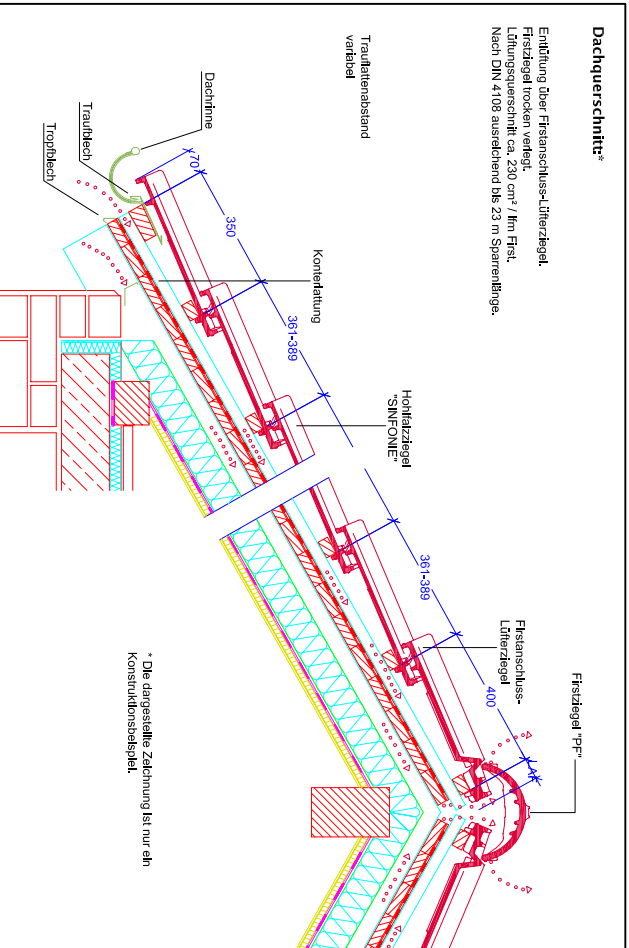 Dachquerschnitt:*
Entlüftung über Firstanschluss-Lüfterziegel.
Firstziegel trocken verlegt.
Lüftungsquerschnitt ca. 230 cm² / lfm First.
Nach DIN 4108 ausreichend bis 23 m Sparrenlänge.
Firstziegel "PF"
LAF
400
Firstanschluss-
Lüfterziegel
361-389
Hohlfalzziegel
"SINFONIE"
361-389
Konterlattung
350
70
Trauflattenabstand
variabel
Dachrinne
Traufblech
Tropfblech
* Die dargestellte Zeichnung ist nur ein
Konstruktionsbeispiel.